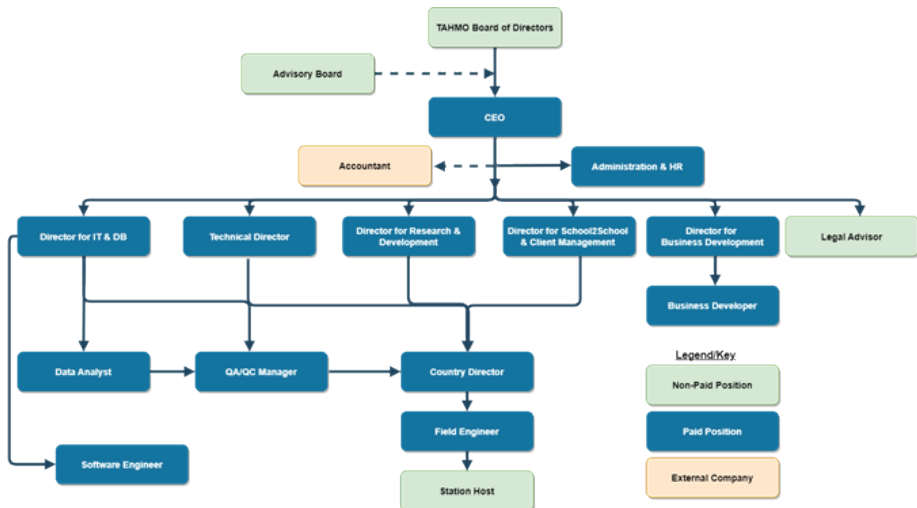 TAHMO Board of Directors
Advisory Board
CEO
Accountant
Administration & HR
Director for IT & DB
Technical Director
Director for Research &
Development
Director for School2School
& Client Management
Director for
Business Development
Legal Advisor
Business Developer
Data Analyst
QA/QC Manager
Country Director
Legend/Key
Non-Paid Position
Field Engineer
Paid Position
Software Engineer
Station Host
External Company